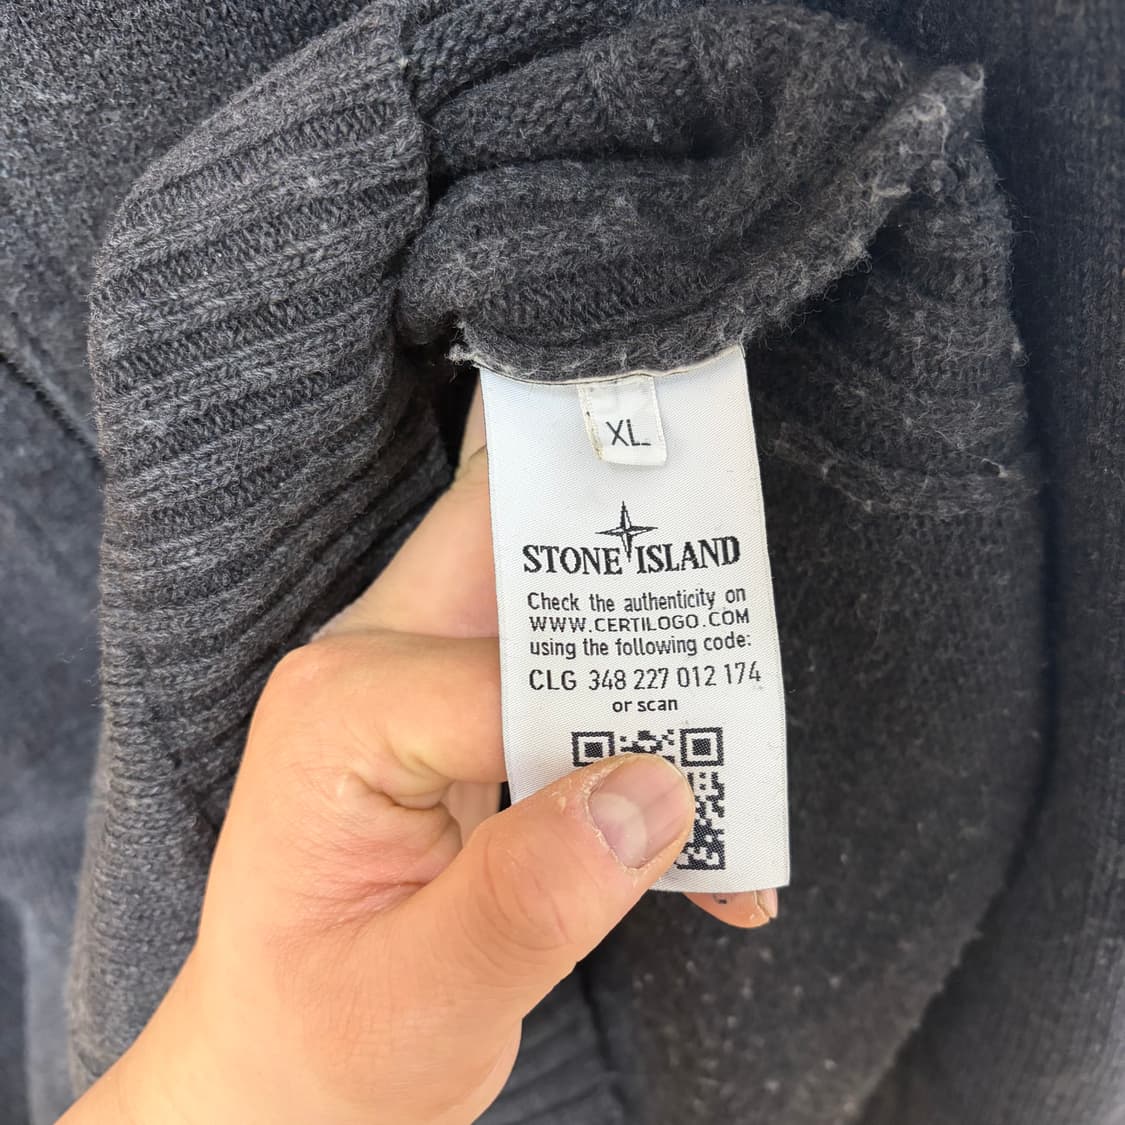 XL
STONE ISLAND
Check the authenticity on
WWW.CERTILOGO.COM
using the following code:
CLG 348 227 012 174
or scan